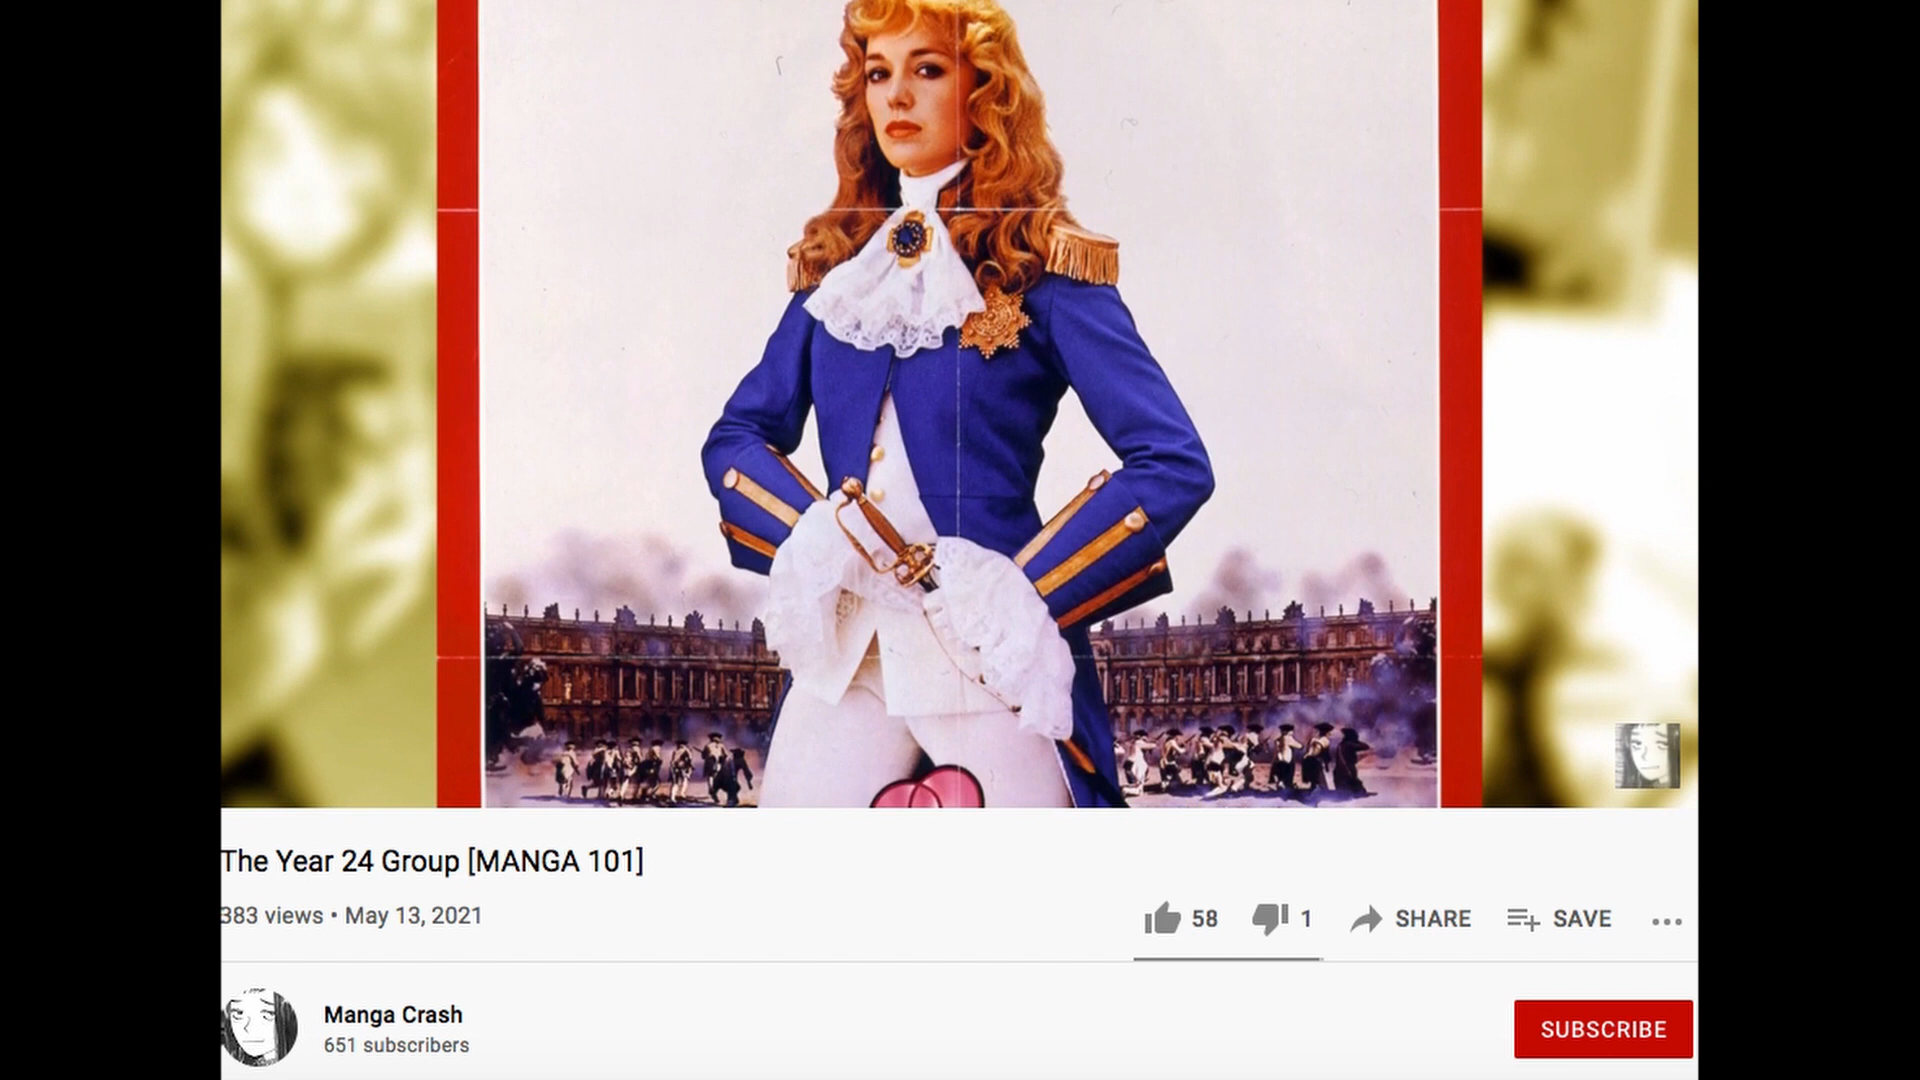 The Year 24 Group [MANGA 101]
383 views • May 13, 2021
58
1
SHARE
SAVE
Manga Crash
651 subscribers
SUBSCRIBE